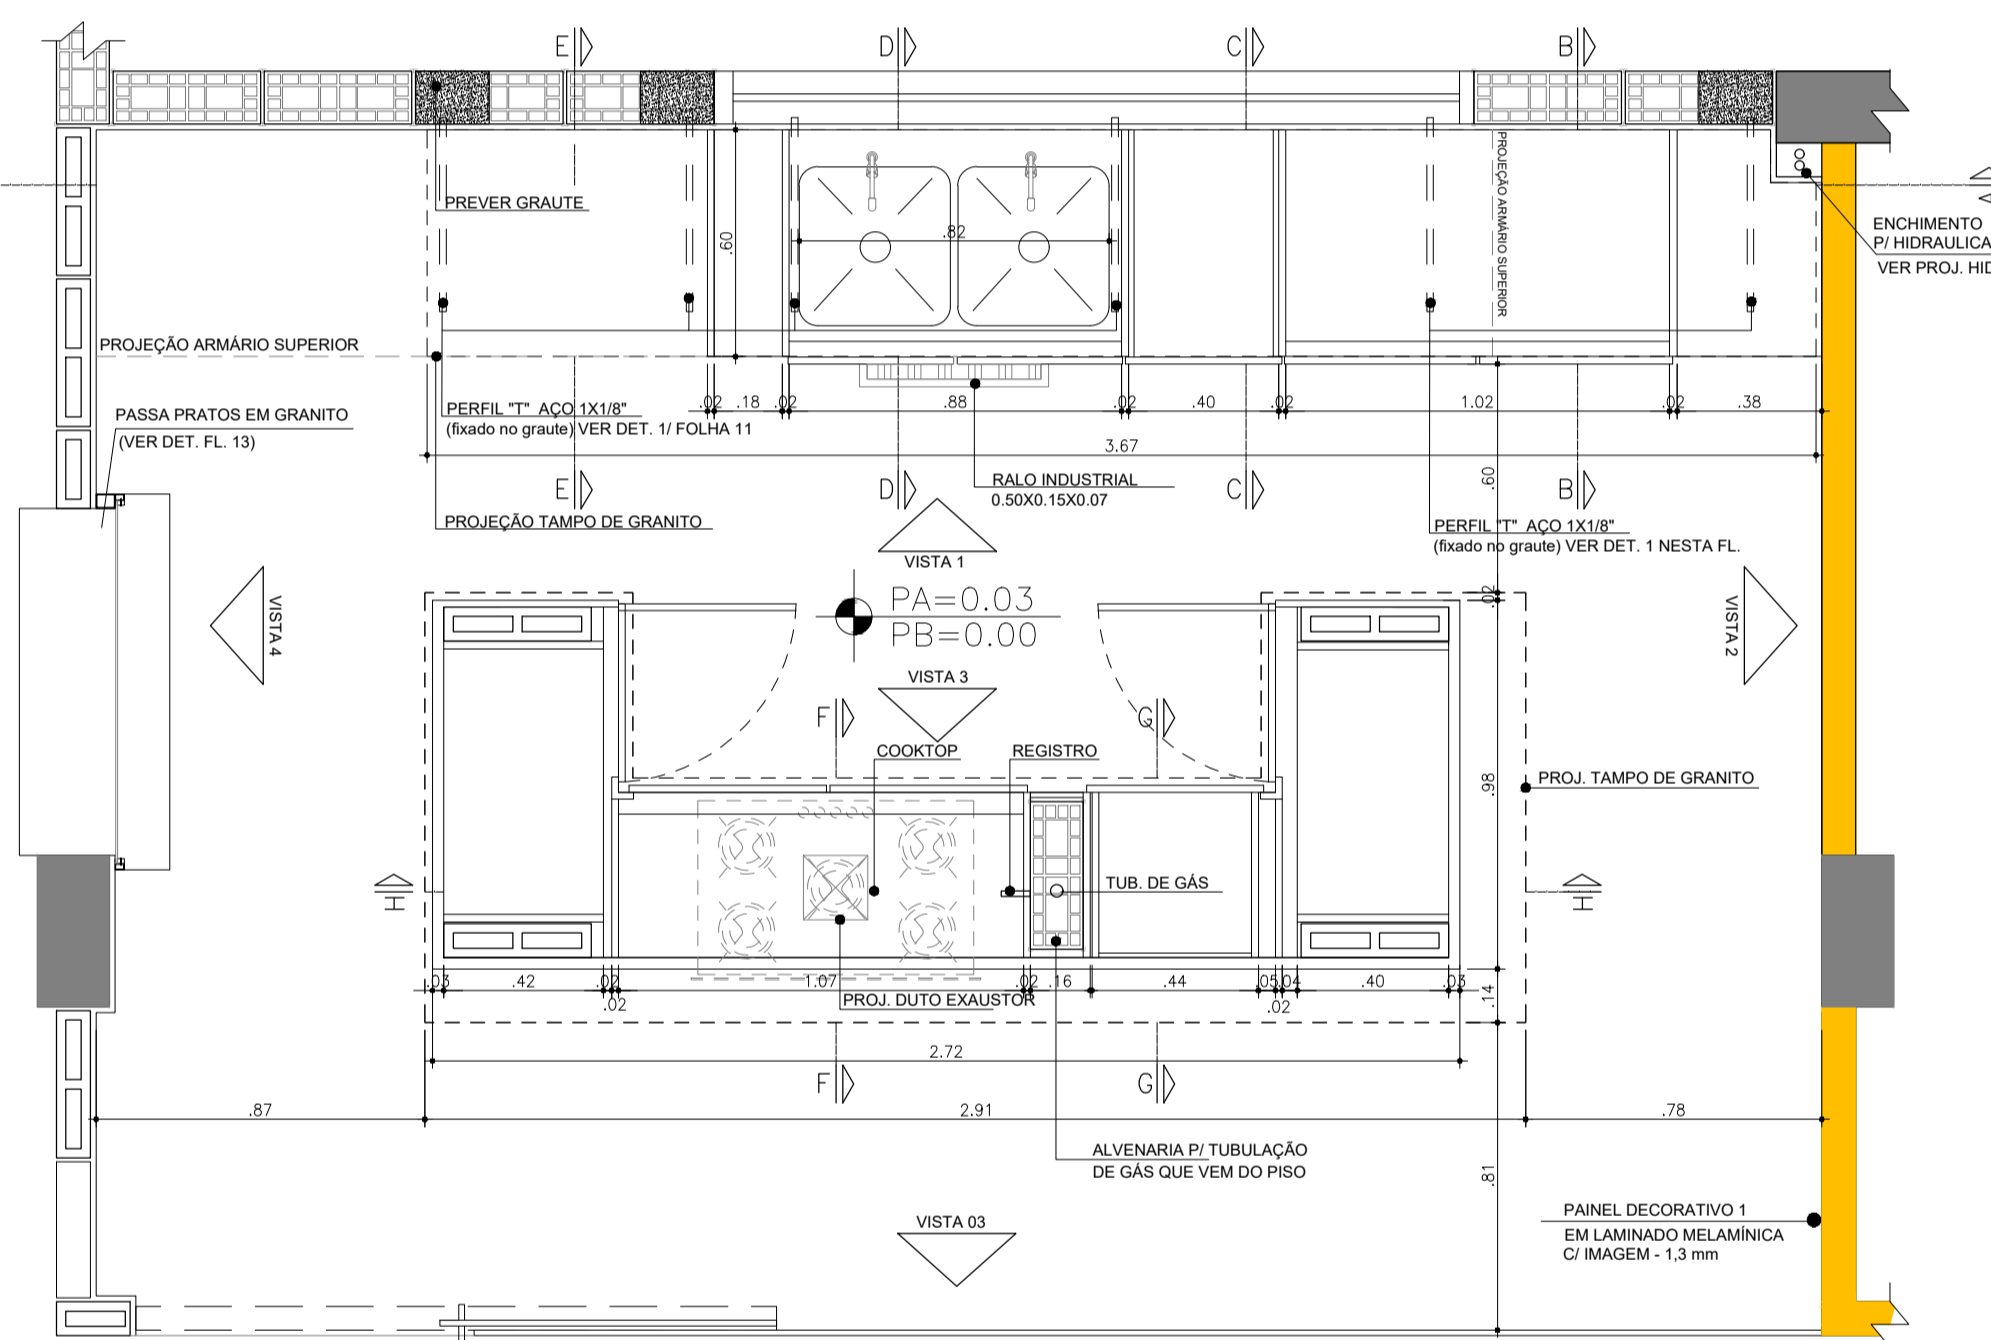 E
D
C
B
PREVER GRAUTE
.60
.82
PROJEÇÃO ARMÁRIO SUPERIOR
ENCHIMENTO
P/ HIDRAULICA
VER PROJ. HID
PROJEÇÃO ARMÁRIO SUPERIOR
PASSA PRATOS EM GRANITO
(VER DET. FL. 13)
PERFIL "T" AÇO 1X1/8"
(fixado no graute) VER DET. 1/ FOLHA 11
.02 .18 .02 .88 .02 .40 .02 1.02 .02 .38
3.67
.60
E
D
C
B
RALO INDUSTRIAL
0.50X0.15X0.07
PROJEÇÃO TAMPO DE GRANITO
PERFIL "T" AÇO 1X1/8"
(fixado no graute) VER DET. 1 NESTA FL.
VISTA 1
PA=0.03
PB=0.00
VISTA 4
VISTA 2
.02
VISTA 3
F
G
COOKTOP
REGISTRO
.98
PROJ. TAMPO DE GRANITO
TUB. DE GÁS
H
H
.03 .42 .02 .02 1.07 .02 .16 .44 .05 .02 .04 .40 .03
.14
PROJ. DUTO EXAUSTOR
2.72
F
G
.87
2.91
.78
ALVENARIA P/ TUBULAÇÃO
DE GÁS QUE VEM DO PISO
.81
PAINEL DECORATIVO 1
EM LAMINADO MELAMÍNICA
C/ IMAGEM - 1,3 mm
VISTA 03